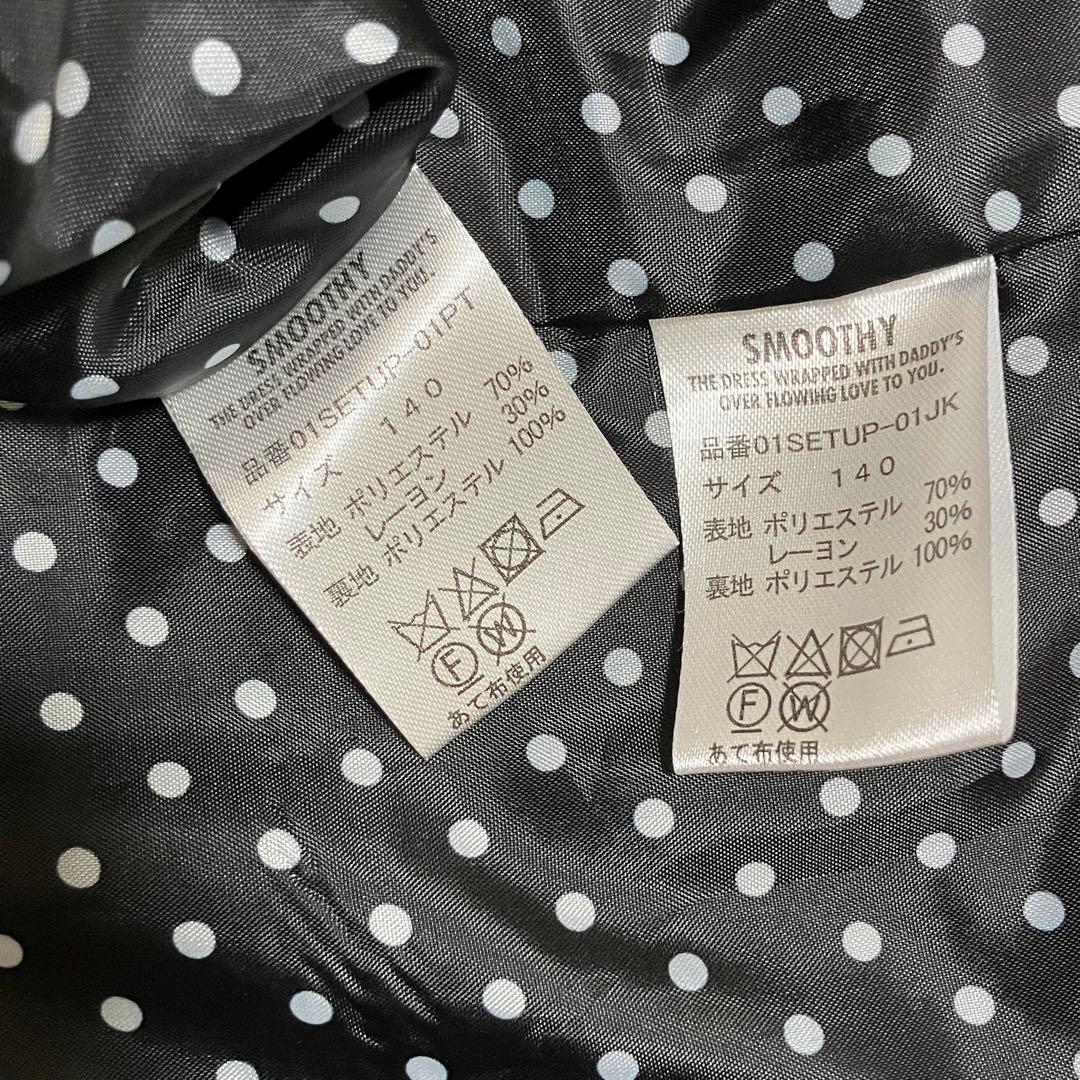 SMOOTHY
THE DRESS WRAPPED WITH DADDY'S
OVER FLOWING LOVE TO YOU.
品番01SETUP-01PT
サイズ 140
表地 ポリエステル 70%
レーヨン 30%
裏地 ポリエステル 100%
F W
あて布使用
SMOOTHY
THE DRESS WRAPPED WITH DADDY'S
OVER FLOWING LOVE TO YOU.
品番01SETUP-01JK
サイズ 140
表地 ポリエステル 70%
レーヨン 30%
裏地 ポリエステル 100%
F W
あて布使用